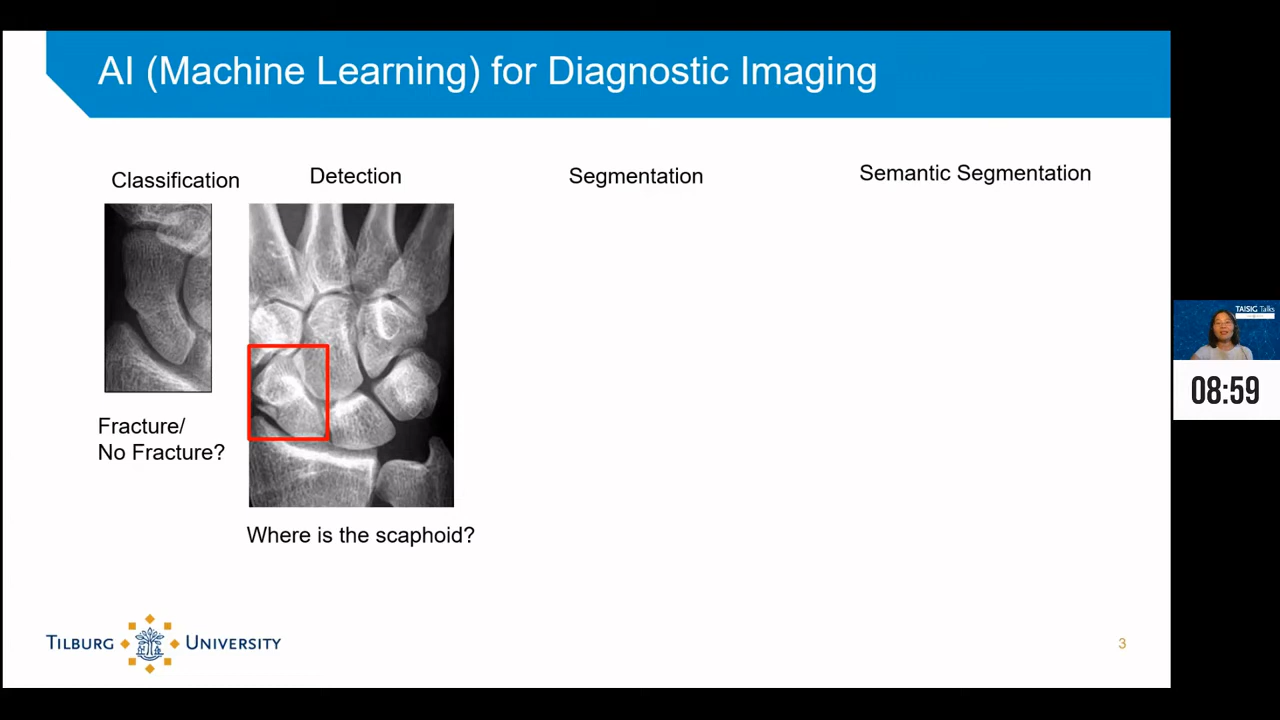 AI (Machine Learning) for Diagnostic Imaging
Classification
Detection
Segmentation
Semantic Segmentation
Fracture/
No Fracture?
Where is the scaphoid?
TILBURG UNIVERSITY
3
TAISIG Talks
08:59